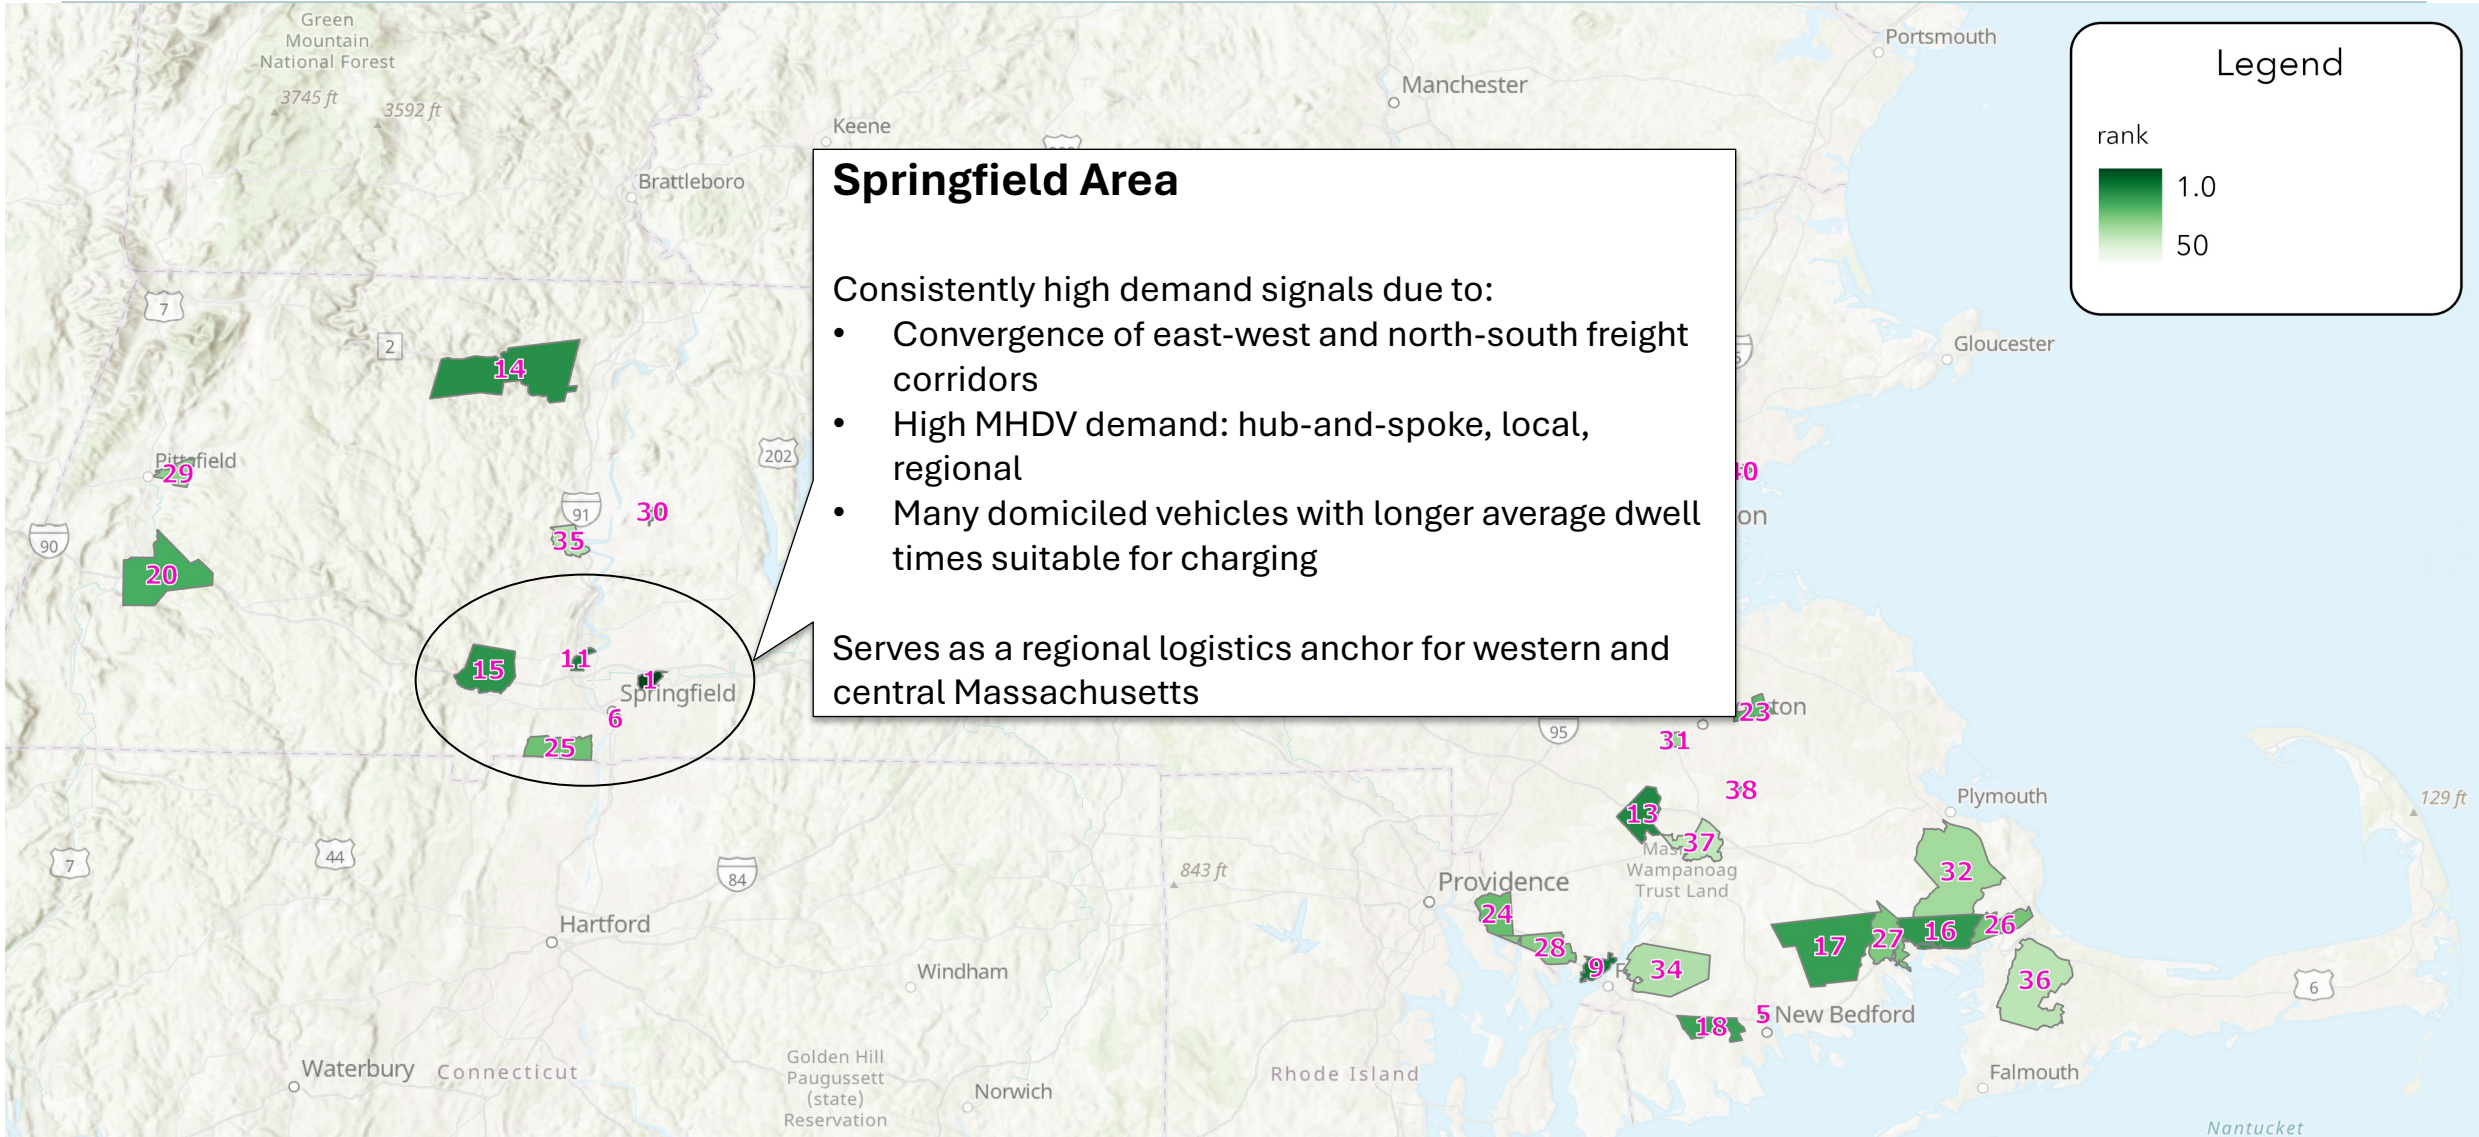 Green
Mountain
National Forest
3745 ft
3592 ft
Keene
Manchester
Portsmouth
Brattleboro
Legend
rank
1.0
50
Springfield Area
Consistently high demand signals due to:
• Convergence of east-west and north-south freight
corridors
• High MHDV demand: hub-and-spoke, local,
regional
• Many domiciled vehicles with longer average dwell
times suitable for charging
Serves as a regional logistics anchor for western and
central Massachusetts
7
2
14
Gloucester
Pittsfield
29
202
91
30
35
90
20
40
on
15
11
1
Springfield
6
25
95
23
ton
31
38
13
37
Wampanoag
Trust Land
Plymouth
129 ft
32
7
44
84
843 ft
Providence
24
28
9
34
17
27
16
26
36
6
Hartford
Windham
5
New Bedford
18
Waterbury
Connecticut
Golden Hill
Paugussett
(state)
Reservation
Norwich
Rhode Island
Falmouth
Nantucket